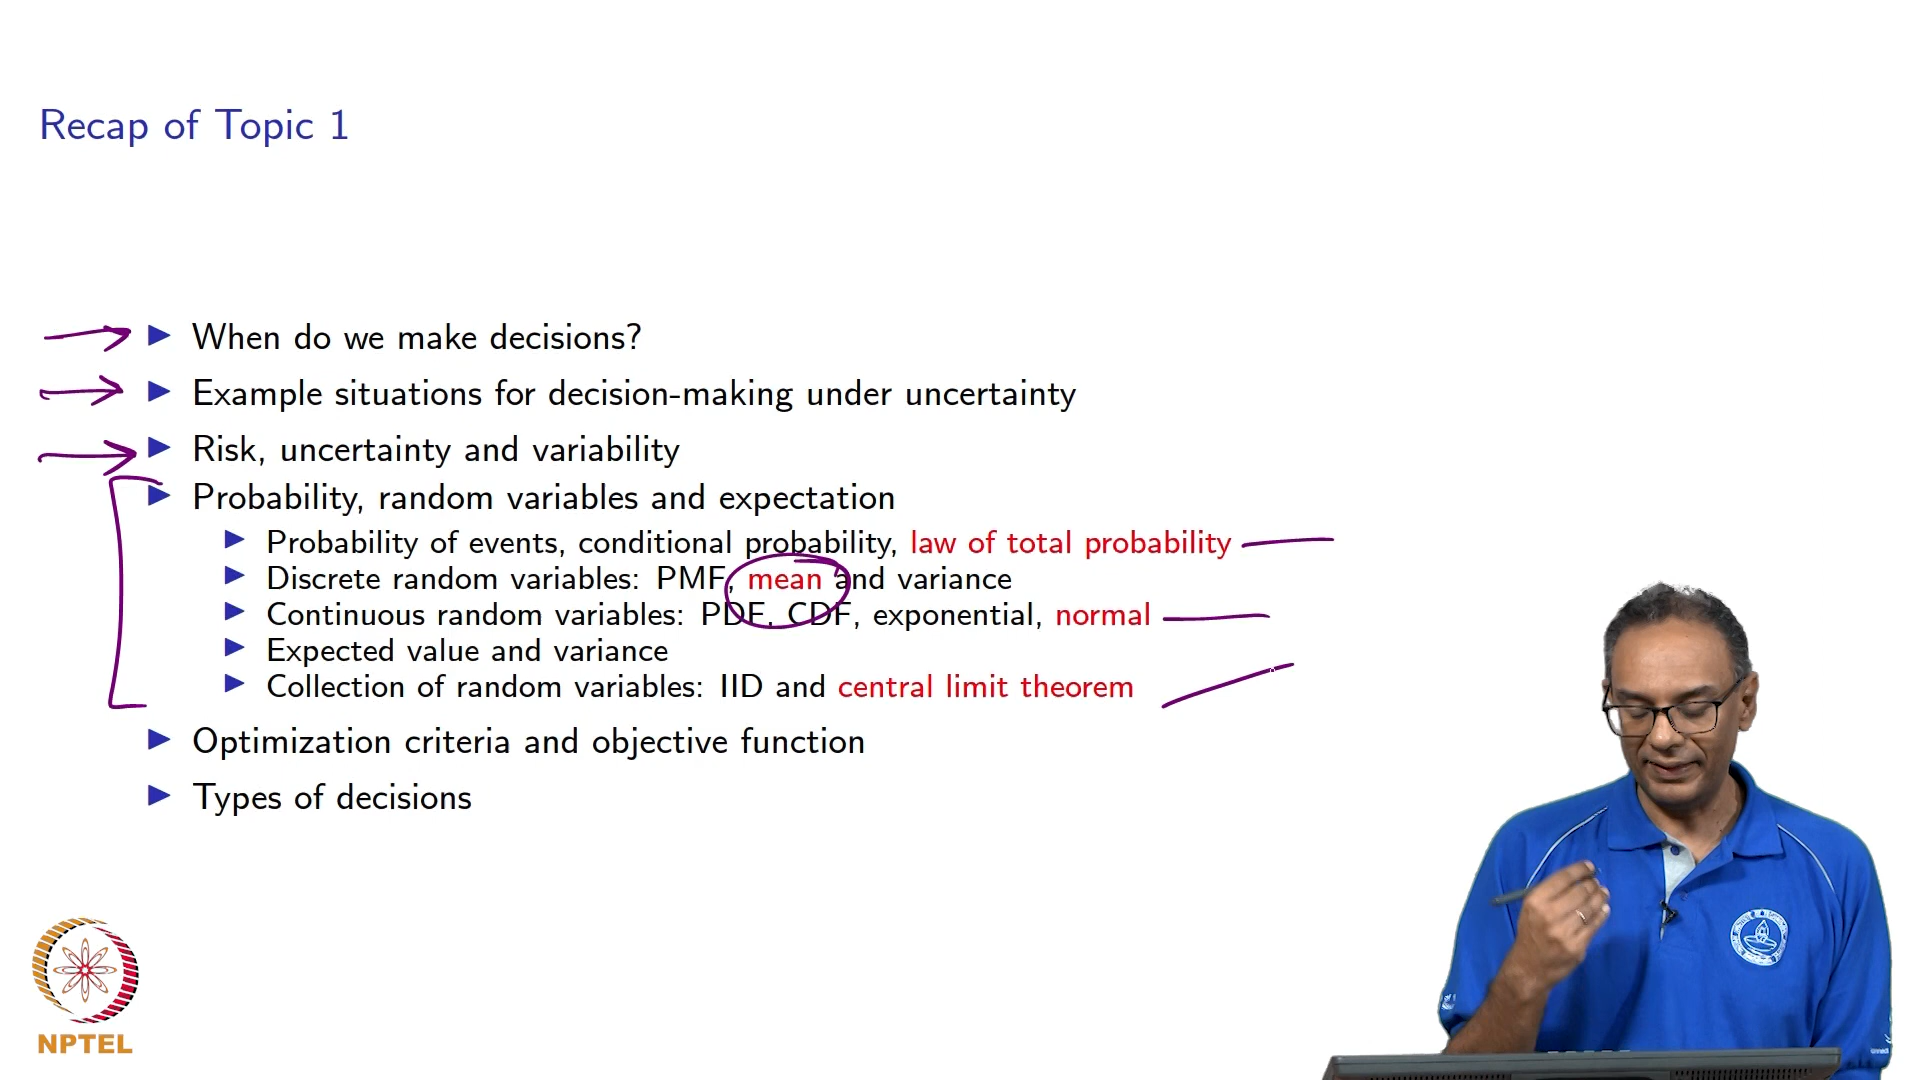 Recap of Topic 1
When do we make decisions?
Example situations for decision-making under uncertainty
Risk, uncertainty and variability
Probability, random variables and expectation
Probability of events, conditional probability, law of total probability
Discrete random variables: PMF, mean and variance
Continuous random variables: PDF, CDF, exponential, normal
Expected value and variance
Collection of random variables: IID and central limit theorem
Optimization criteria and objective function
Types of decisions
NPTEL